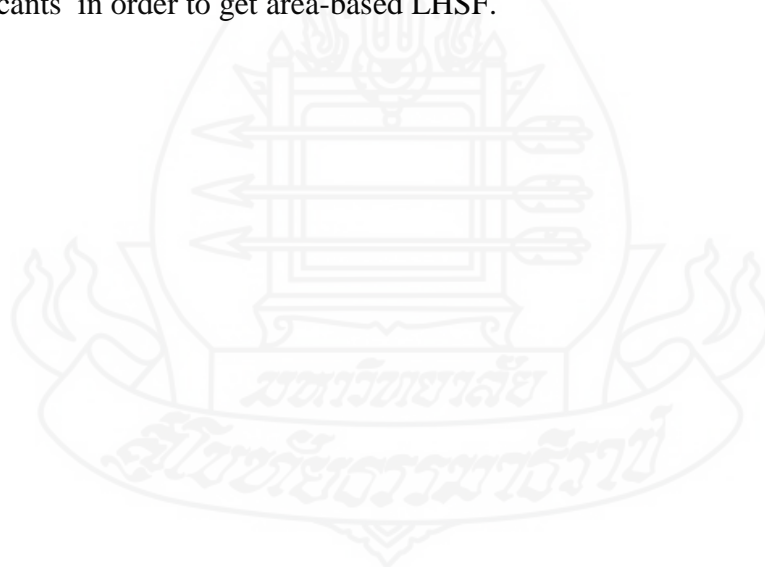 cants in order to get area-based LHSF.
มหาวิทยาลัย
สุโขทัยธรรมาธิราช